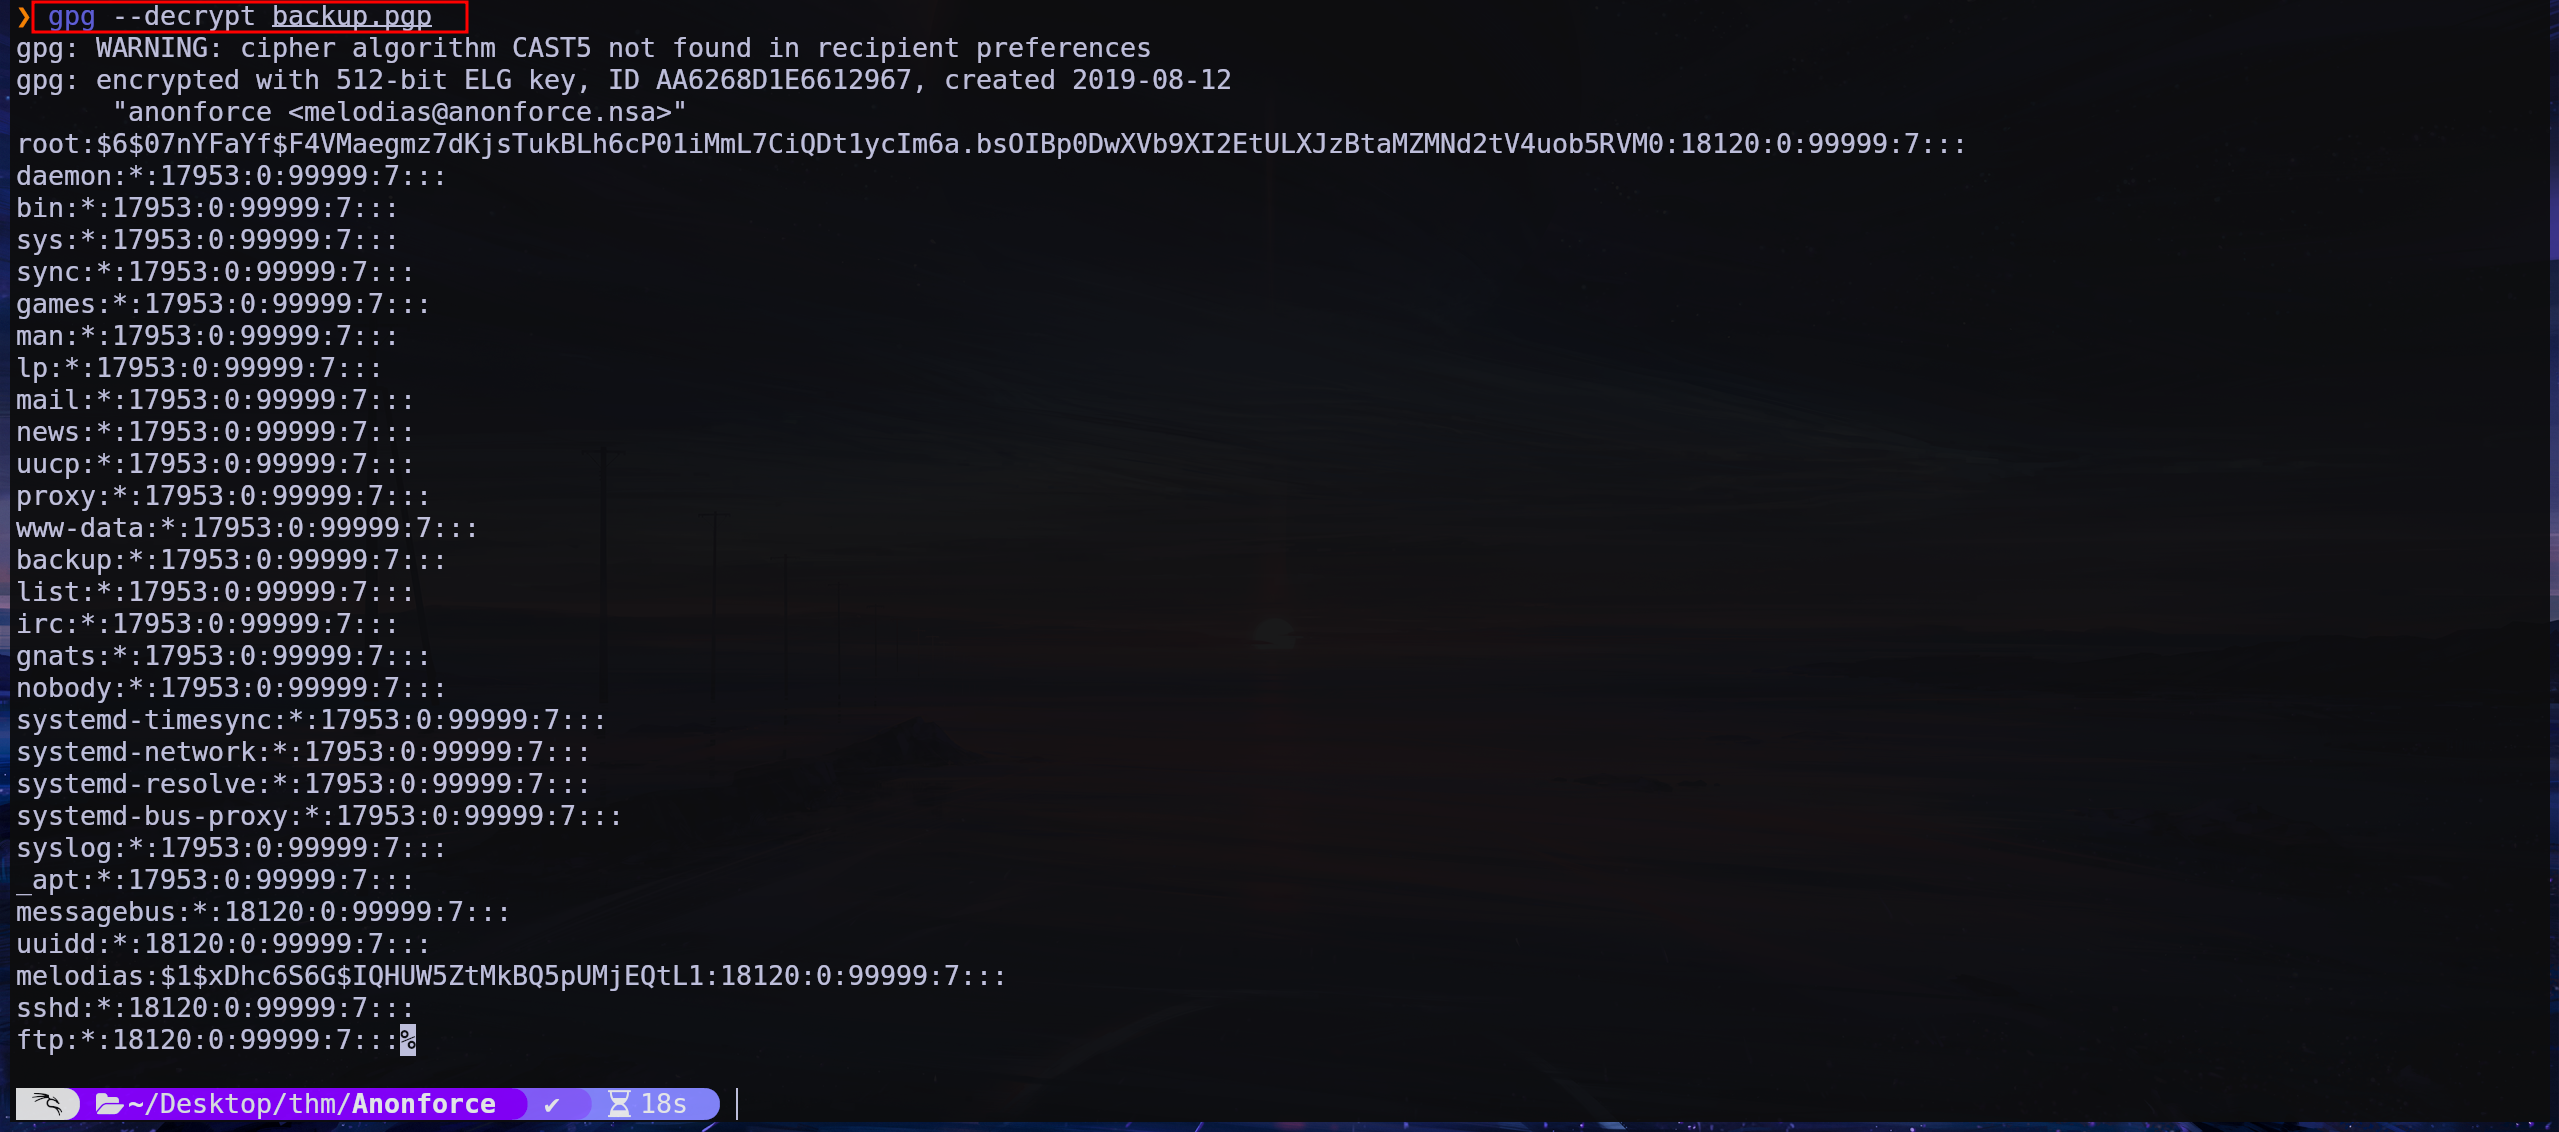 ❯ gpg --decrypt backup.pgp
gpg: WARNING: cipher algorithm CAST5 not found in recipient preferences
gpg: encrypted with 512-bit ELG key, ID AA6268D1E6612967, created 2019-08-12
      "anonforce <melodias@anonforce.nsa>"
root:$6$07nYFaYf$F4VMaegmz7dKjsTukBLh6cP01iMmL7CiQDt1ycIm6a.bsOIBp0DwXVb9XI2EtULXJzBtaMZMNd2tV4uob5RVM0:18120:0:99999:7:::
daemon:*:17953:0:99999:7:::
bin:*:17953:0:99999:7:::
sys:*:17953:0:99999:7:::
sync:*:17953:0:99999:7:::
games:*:17953:0:99999:7:::
man:*:17953:0:99999:7:::
lp:*:17953:0:99999:7:::
mail:*:17953:0:99999:7:::
news:*:17953:0:99999:7:::
uucp:*:17953:0:99999:7:::
proxy:*:17953:0:99999:7:::
www-data:*:17953:0:99999:7:::
backup:*:17953:0:99999:7:::
list:*:17953:0:99999:7:::
irc:*:17953:0:99999:7:::
gnats:*:17953:0:99999:7:::
nobody:*:17953:0:99999:7:::
systemd-timesync:*:17953:0:99999:7:::
systemd-network:*:17953:0:99999:7:::
systemd-resolve:*:17953:0:99999:7:::
systemd-bus-proxy:*:17953:0:99999:7:::
syslog:*:17953:0:99999:7:::
_apt:*:17953:0:99999:7:::
messagebus:*:18120:0:99999:7:::
uuidd:*:18120:0:99999:7:::
melodias:$1$xDhc6S6G$IQHUW5ZtMkBQ5pUMjEQtL1:18120:0:99999:7:::
sshd:*:18120:0:99999:7:::
ftp:*:18120:0:99999:7:::%
~/Desktop/thm/Anonforce ✔ 18s